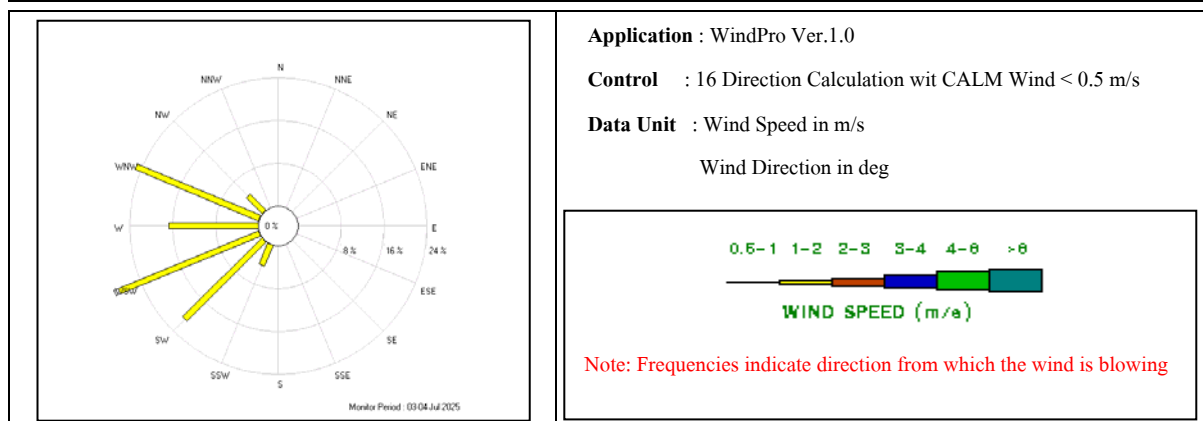 N
NNW NNE
NW NE
WNW ENE
W 0 % E
8 % 16 % 24 %
ESE
SW SE
SSW SSE
S
Monitor Period : 03-04 Jul 2025
Application : WindPro Ver.1.0
Control : 16 Direction Calculation wit CALM Wind < 0.5 m/s
Data Unit : Wind Speed in m/s
Wind Direction in deg
0.5-1 1-2 2-3 3-4 4-6 >6
WIND SPEED (m/s)
Note: Frequencies indicate direction from which the wind is blowing